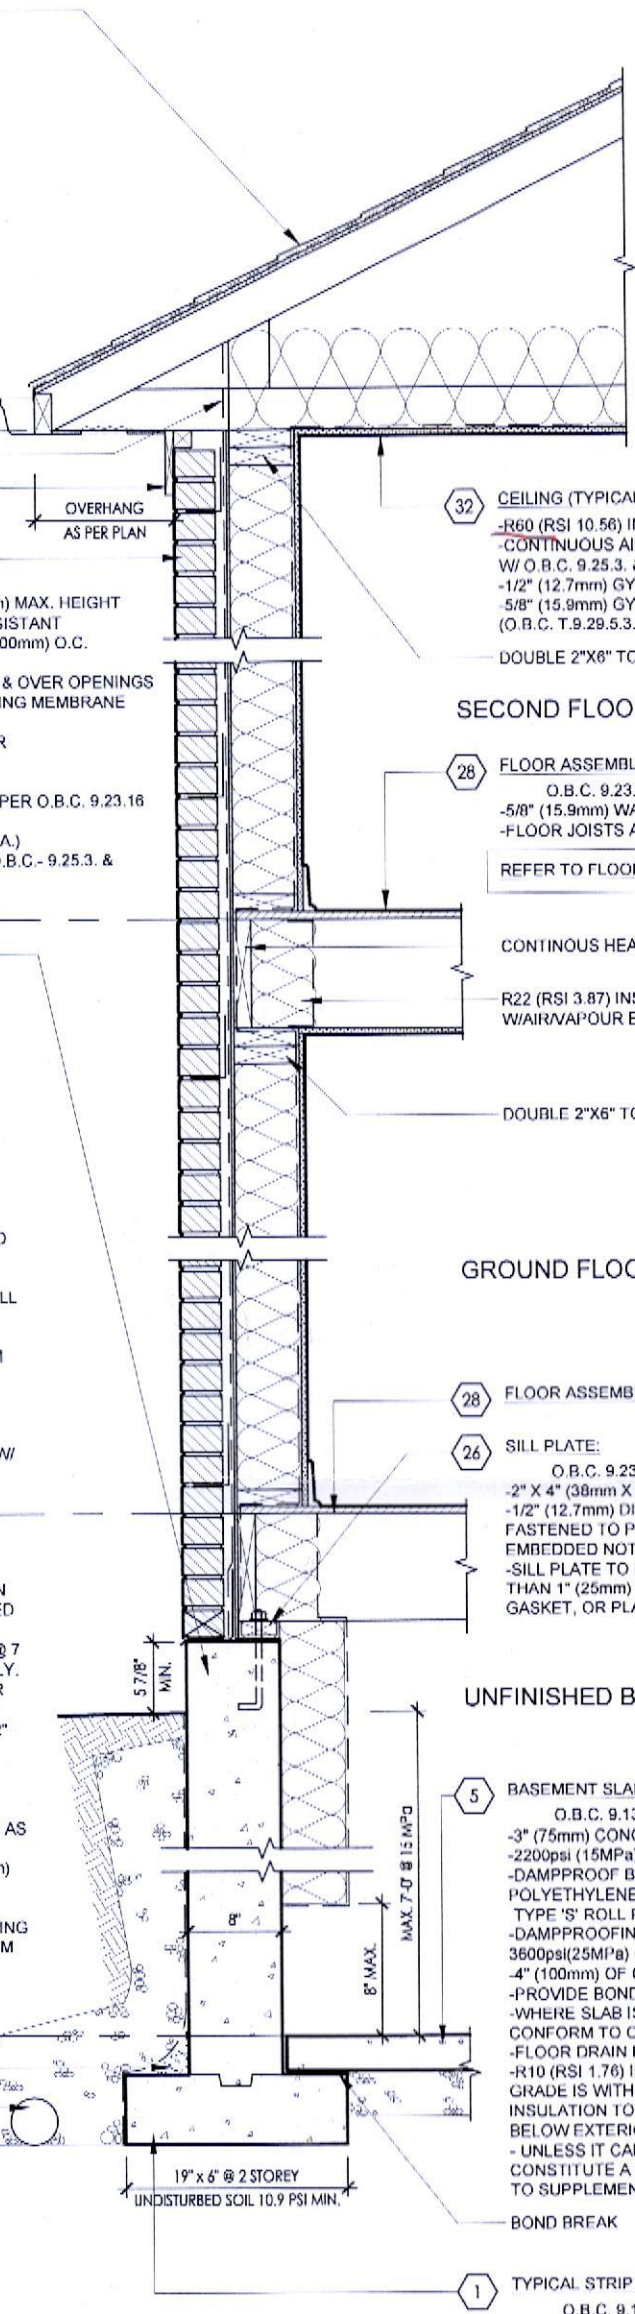 OVERHANG
AS PER PLAN
) MAX. HEIGHT
SISTANT
00mm) O.C.
& OVER OPENINGS
ING MEMBRANE
R
PER O.B.C. 9.23.16
A.)
O.B.C.- 9.25.3. &
LL
W/
@ 7
LY.
AS
ING
M
32 CEILING (TYPICAL
-R60 (RSI 10.56) IN
-CONTINUOUS AI
W/ O.B.C. 9.25.3. &
-1/2" (12.7mm) GY
-5/8" (15.9mm) GY
(O.B.C. T.9.29.5.3.
DOUBLE 2"X6" TO
SECOND FLOO
28 FLOOR ASSEMBL
O.B.C. 9.23.
-5/8" (15.9mm) WA
-FLOOR JOISTS A
REFER TO FLOOR
CONTINOUS HEA
R22 (RSI 3.87) INS
W/AIR/VAPOUR B
DOUBLE 2"X6" TO
GROUND FLOO
28 FLOOR ASSEMB
26 SILL PLATE:
O.B.C. 9.23
-2" X 4" (38mm X
-1/2" (12.7mm) DI
FASTENED TO P
EMBEDDED NOT
-SILL PLATE TO
THAN 1" (25mm)
GASKET, OR PLA
5 7/8"
MIN.
UNFINISHED B
8"
8" MAX.
MAX. 7'-0" @ 15 MPa
5 BASEMENT SLAB
O.B.C. 9.13
-3" (75mm) CONC
-2200psi (15MPa)
-DAMPPROOF B
POLYETHYLENE
TYPE 'S' ROLL R
-DAMPPROOFIN
3600psi(25MPa)
-4" (100mm) OF
-PROVIDE BOND
-WHERE SLAB IS
CONFORM TO O
-FLOOR DRAIN
-R10 (RSI 1.76) I
GRADE IS WITH
INSULATION TO
BELOW EXTERIO
- UNLESS IT CAN
CONSTITUTE A
TO SUPPLEMEN
19" x 6" @ 2 STOREY
UNDISTURBED SOIL 10.9 PSI MIN.
BOND BREAK
1 TYPICAL STRIP
O.B.C. 9.1